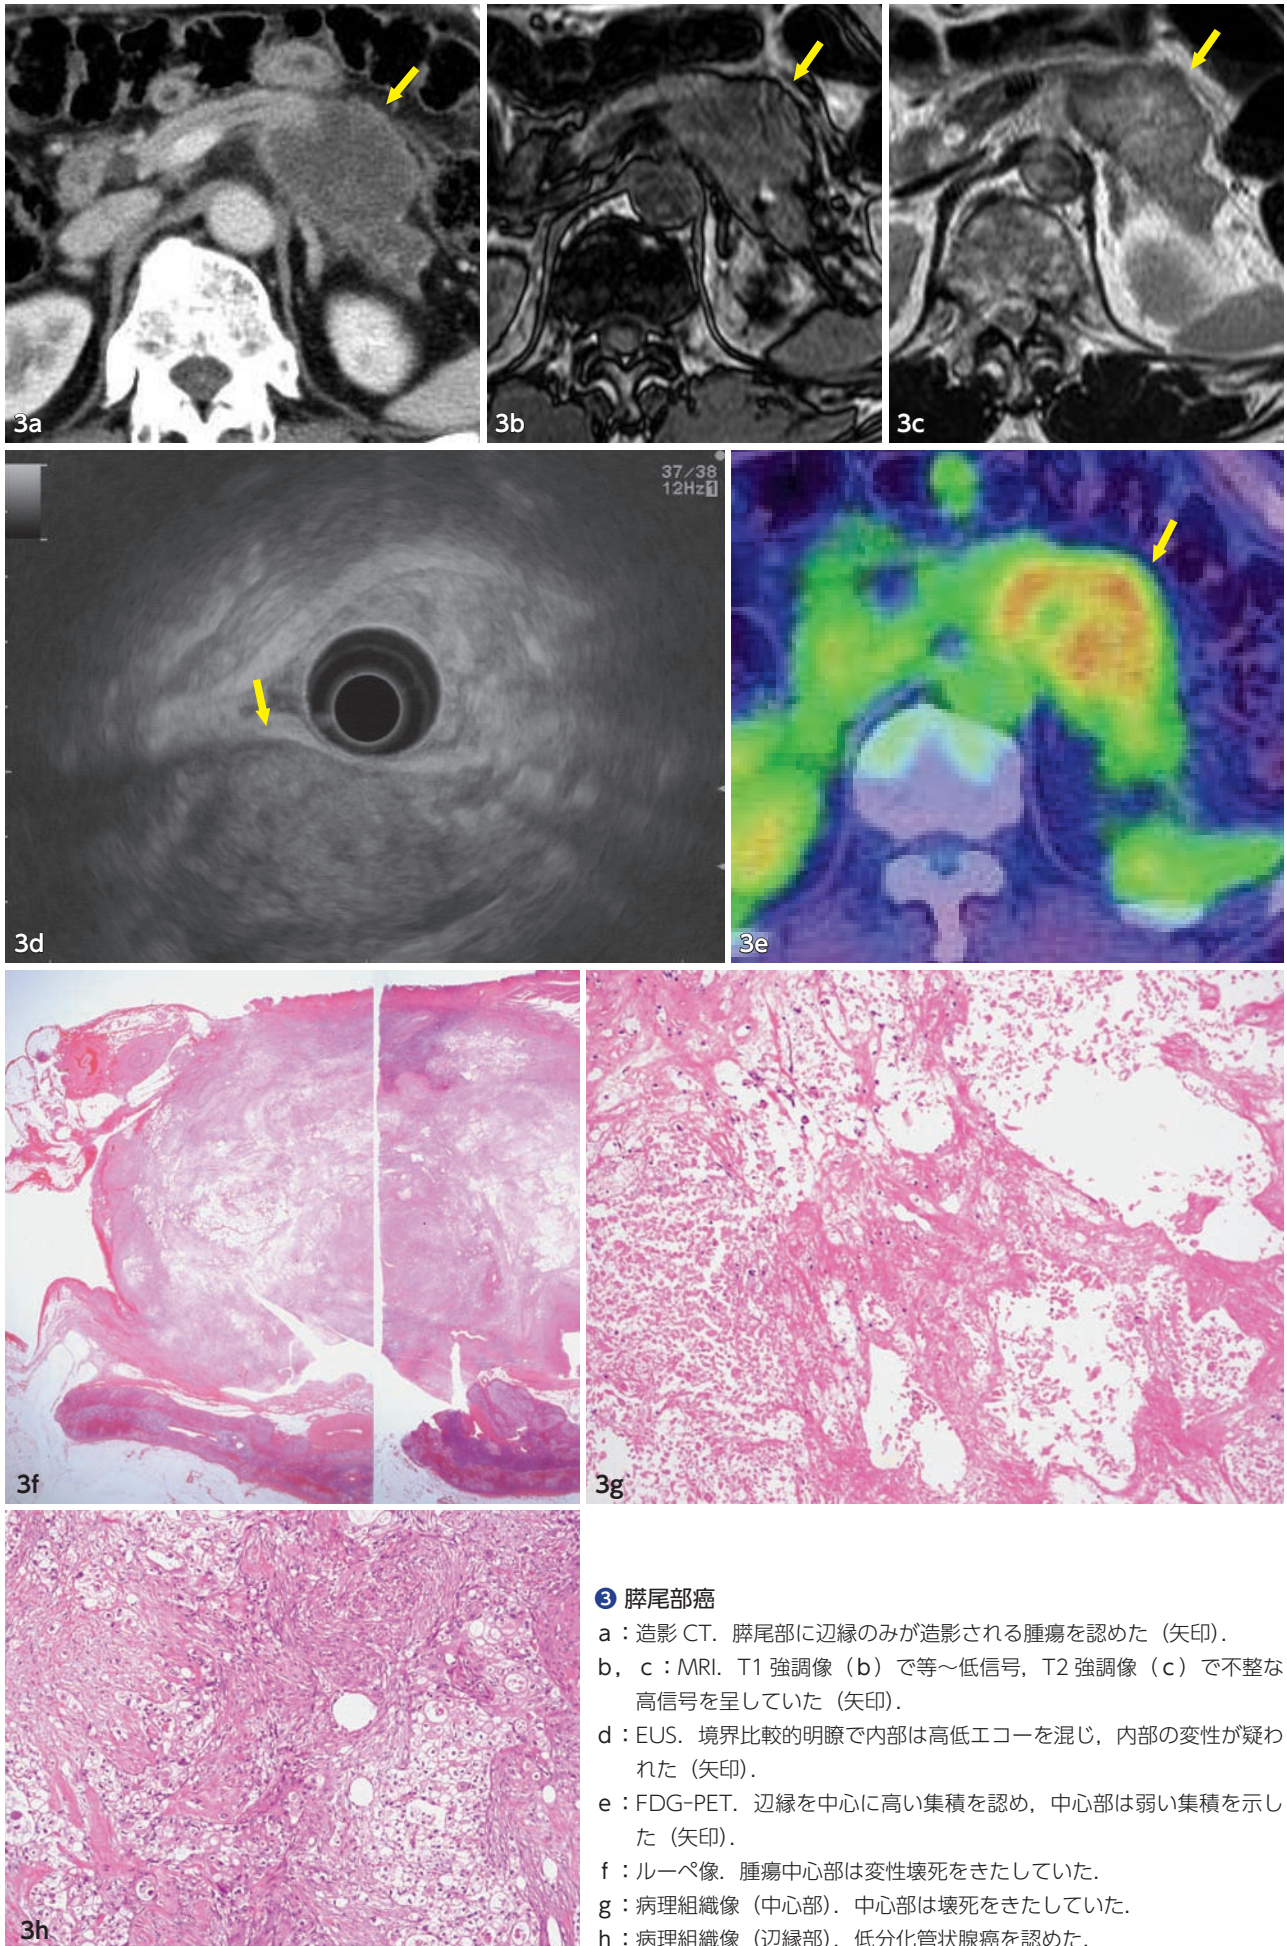 3a
3b
3c
37/38
12Hz1
3d
3e
3f
3g
3h
❸ 膵尾部癌
a：造影 CT．膵尾部に辺縁のみが造影される腫瘍を認めた（矢印）．
b，c：MRI．T1 強調像（b）で等〜低信号，T2 強調像（c）で不整な
高信号を呈していた（矢印）．
d：EUS．境界比較的明瞭で内部は高低エコーを混じ，内部の変性が疑わ
れた（矢印）．
e：FDG-PET．辺縁を中心に高い集積を認め，中心部は弱い集積を示し
た（矢印）．
f：ルーペ像．腫瘍中心部は変性壊死をきたしていた．
g：病理組織像（中心部）．中心部は壊死をきたしていた．
h：病理組織像（辺縁部）．低分化管状腺癌を認めた．